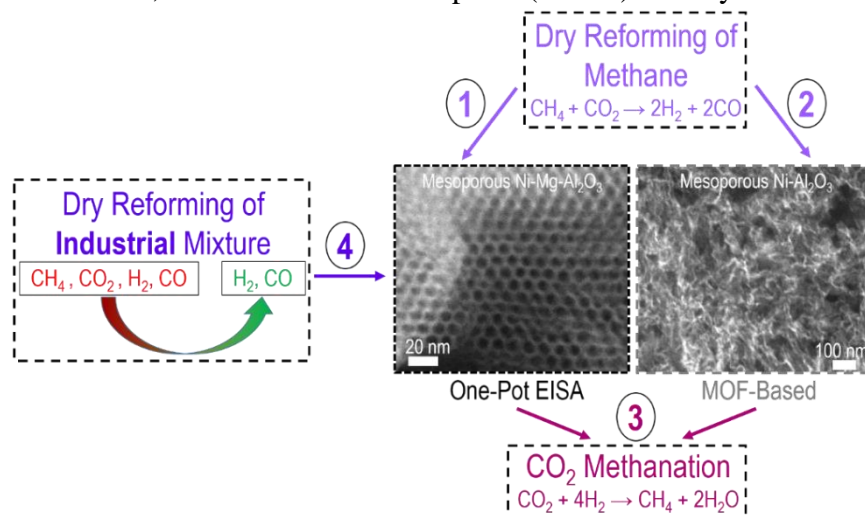 Dry Reforming of
Methane
CH₄ + CO₂ → 2H₂ + 2CO
1
2
Mesoporous Ni-Mg-Al₂O₃
Mesoporous Ni-Al₂O₃
Dry Reforming of
Industrial Mixture
CH₄ , CO₂ , H₂, CO
H₂, CO
4
20 nm
100 nm
One-Pot EISA
MOF-Based
3
CO₂ Methanation
CO₂ + 4H₂ → CH₄ + 2H₂O